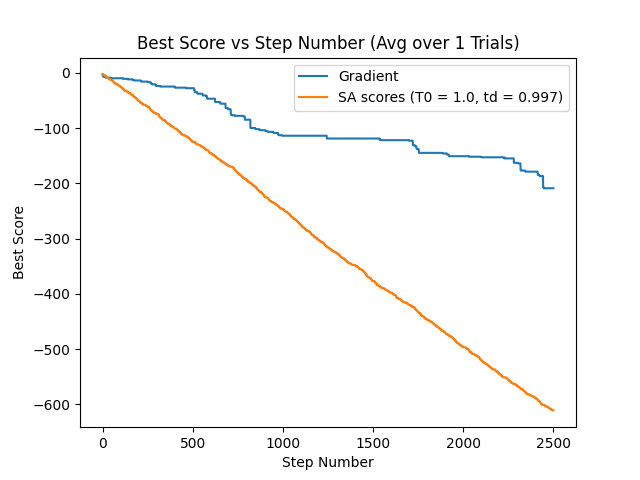 Best Score vs Step Number (Avg over 1 Trials)
Gradient
SA scores (T0 = 1.0, td = 0.997)
Best Score
0
−100
−200
−300
−400
−500
−600
0 500 1000 1500 2000 2500
Step Number